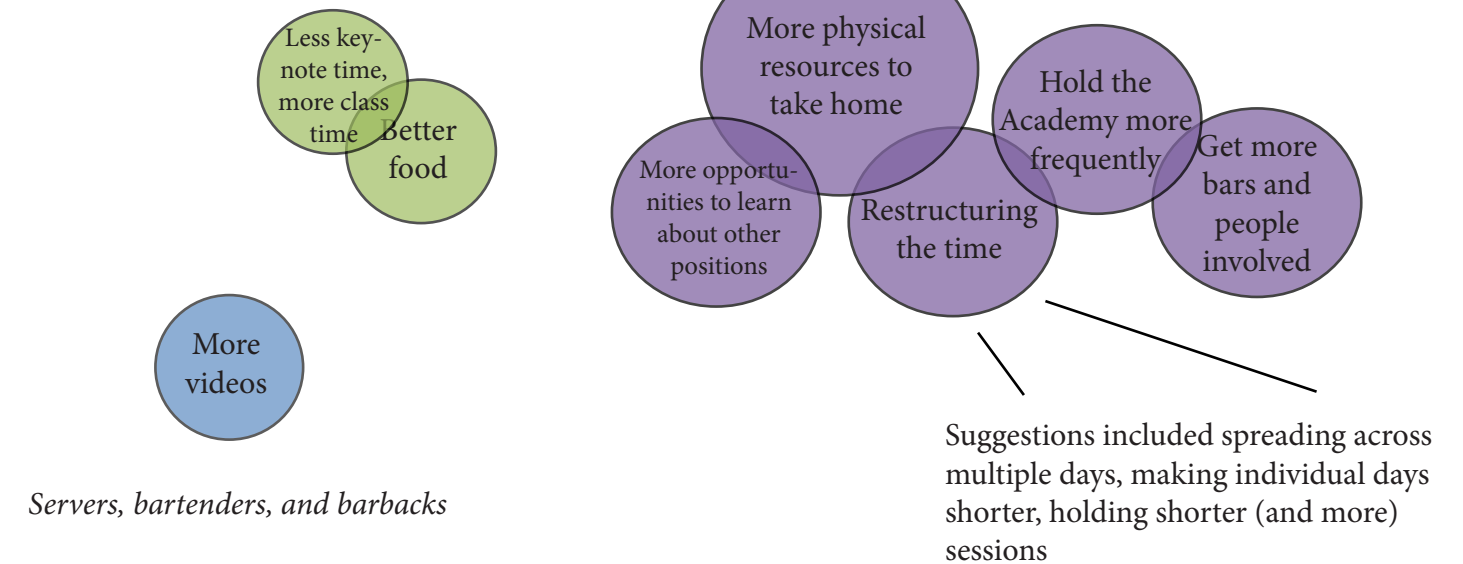 Less key-
note time,
more class
time
Better
food
More physical
resources to
take home
More opportu-
nities to learn
about other
positions
Restructuring
the time
Hold the
Academy more
frequently
Get more
bars and
people
involved
More
videos
Servers, bartenders, and barbacks
Suggestions included spreading across
multiple days, making individual days
shorter, holding shorter (and more)
sessions